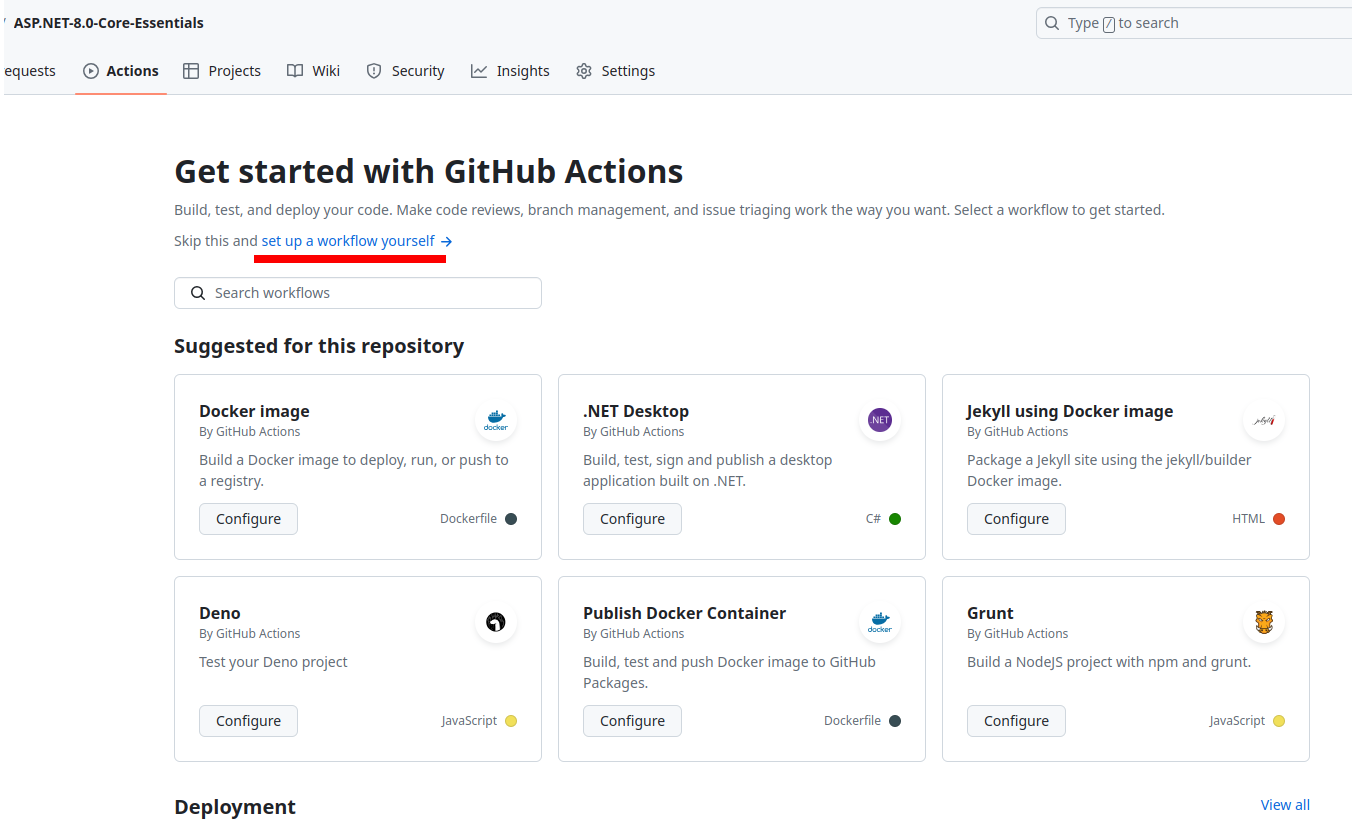 ASP.NET-8.0-Core-Essentials
Type / to search
equests Actions Projects Wiki Security Insights Settings
Get started with GitHub Actions
Build, test, and deploy your code. Make code reviews, branch management, and issue triaging work the way you want. Select a workflow to get started.
Skip this and set up a workflow yourself →
Search workflows
Suggested for this repository
Docker image
By GitHub Actions
docker
Build a Docker image to deploy, run, or push to
a registry.
Configure
Dockerfile
.NET Desktop
By GitHub Actions
.NET
Build, test, sign and publish a desktop
application built on .NET.
Configure
C#
Jekyll using Docker image
By GitHub Actions
jekyll
Package a Jekyll site using the jekyll/builder
Docker image.
Configure
HTML
Deno
By GitHub Actions
Test your Deno project
Configure
JavaScript
Publish Docker Container
By GitHub Actions
docker
Build, test and push Docker image to GitHub
Packages.
Configure
Dockerfile
Grunt
By GitHub Actions
Build a NodeJS project with npm and grunt.
Configure
JavaScript
Deployment
View all